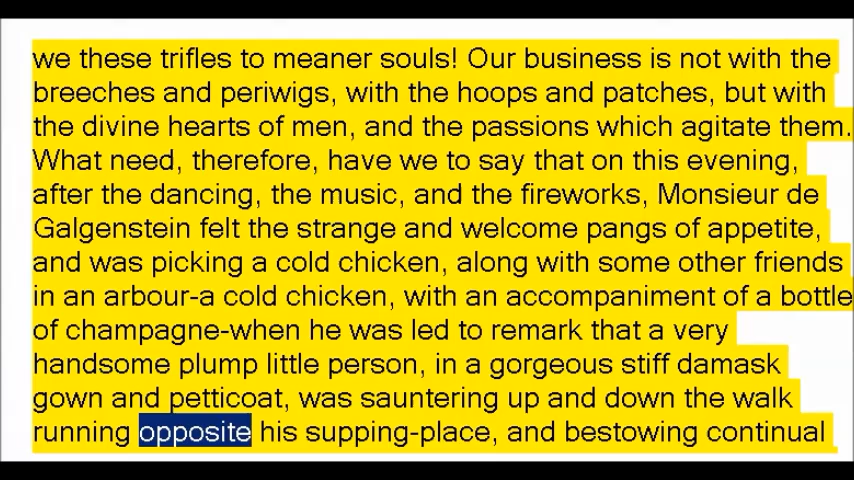 we these trifles to meaner souls! Our business is not with the
breeches and periwigs, with the hoops and patches, but with
the divine hearts of men, and the passions which agitate them.
What need, therefore, have we to say that on this evening,
after the dancing, the music, and the fireworks, Monsieur de
Galgenstein felt the strange and welcome pangs of appetite,
and was picking a cold chicken, along with some other friends
in an arbour-a cold chicken, with an accompaniment of a bottle
of champagne-when he was led to remark that a very
handsome plump little person, in a gorgeous stiff damask
gown and petticoat, was sauntering up and down the walk
running opposite his supping-place, and bestowing continual